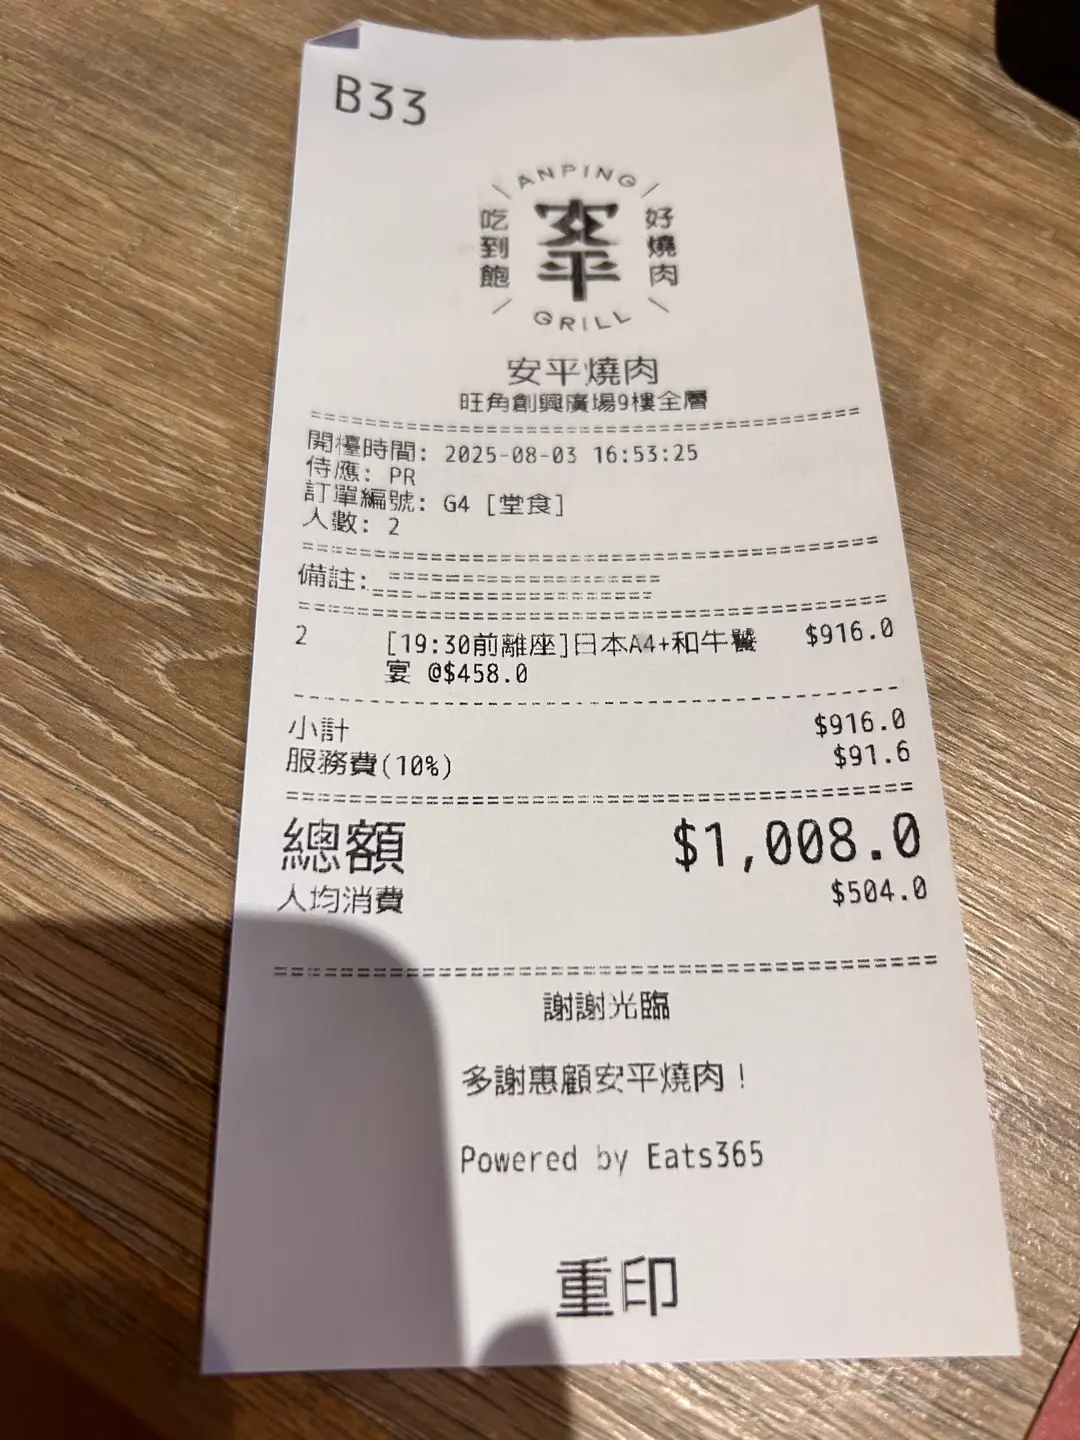 B33
ANPING
吃到飽
安平
好燒肉
GRILL
安平燒肉
旺角創興廣場9樓全層
開檯時間: 2025-08-03 16:53:25
侍應: PR
訂單編號: G4 [堂食]
人數: 2
備註:
2 [19:30前離座]日本A4+和牛饗 $916.0
宴 @$458.0
小計 $916.0
服務費(10%) $91.6
總額 $1,008.0
人均消費 $504.0
謝謝光臨
多謝惠顧安平燒肉！
Powered by Eats365
重印